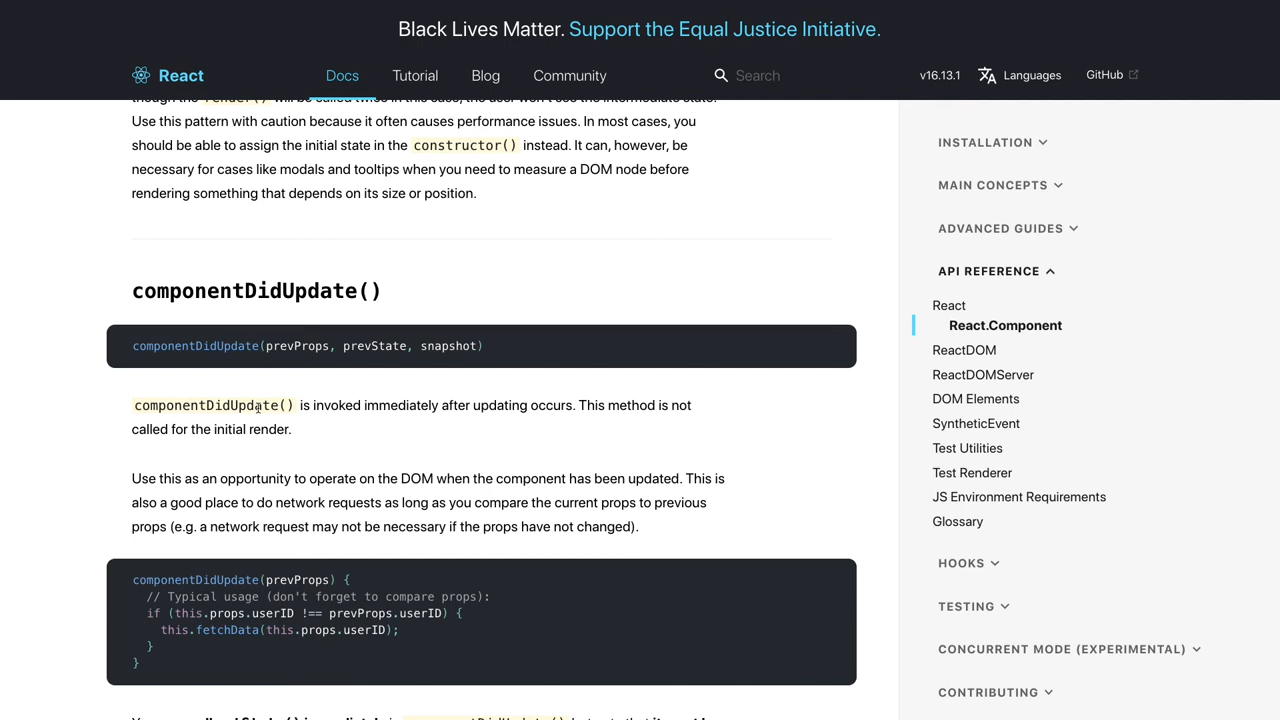 Black Lives Matter. Support the Equal Justice Initiative.
React
Docs
Tutorial
Blog
Community
Search
v16.13.1
Languages
GitHub
though the render() will be called twice in this case, the user won't see the intermediate state.
Use this pattern with caution because it often causes performance issues. In most cases, you
should be able to assign the initial state in the constructor() instead. It can, however, be
necessary for cases like modals and tooltips when you need to measure a DOM node before
rendering something that depends on its size or position.
componentDidUpdate()
componentDidUpdate(prevProps, prevState, snapshot)
componentDidUpdate() is invoked immediately after updating occurs. This method is not
called for the initial render.
Use this as an opportunity to operate on the DOM when the component has been updated. This is
also a good place to do network requests as long as you compare the current props to previous
props (e.g. a network request may not be necessary if the props have not changed).
componentDidUpdate(prevProps) {
// Typical usage (don't forget to compare props):
if (this.props.userID !== prevProps.userID) {
this.fetchData(this.props.userID);
}
}
INSTALLATION
MAIN CONCEPTS
ADVANCED GUIDES
API REFERENCE
React
React.Component
ReactDOM
ReactDOMServer
DOM Elements
SyntheticEvent
Test Utilities
Test Renderer
JS Environment Requirements
Glossary
HOOKS
TESTING
CONCURRENT MODE (EXPERIMENTAL)
CONTRIBUTING